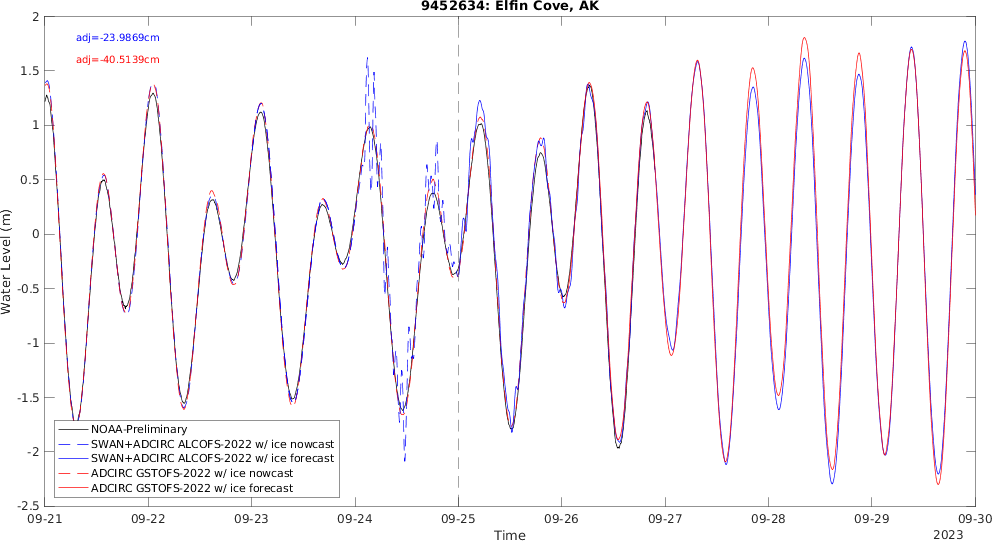 9452634: Elfin Cove, AK
adj=-23.9869cm
adj=-40.5139cm
Water Level (m)
2
1.5
1
0.5
0
-0.5
-1
-1.5
-2
-2.5
NOAA-Preliminary
SWAN+ADCIRC ALCOFS-2022 w/ ice nowcast
SWAN+ADCIRC ALCOFS-2022 w/ ice forecast
ADCIRC GSTOFS-2022 w/ ice nowcast
ADCIRC GSTOFS-2022 w/ ice forecast
09-21 09-22 09-23 09-24 09-25 09-26 09-27 09-28 09-29 09-30
Time
2023